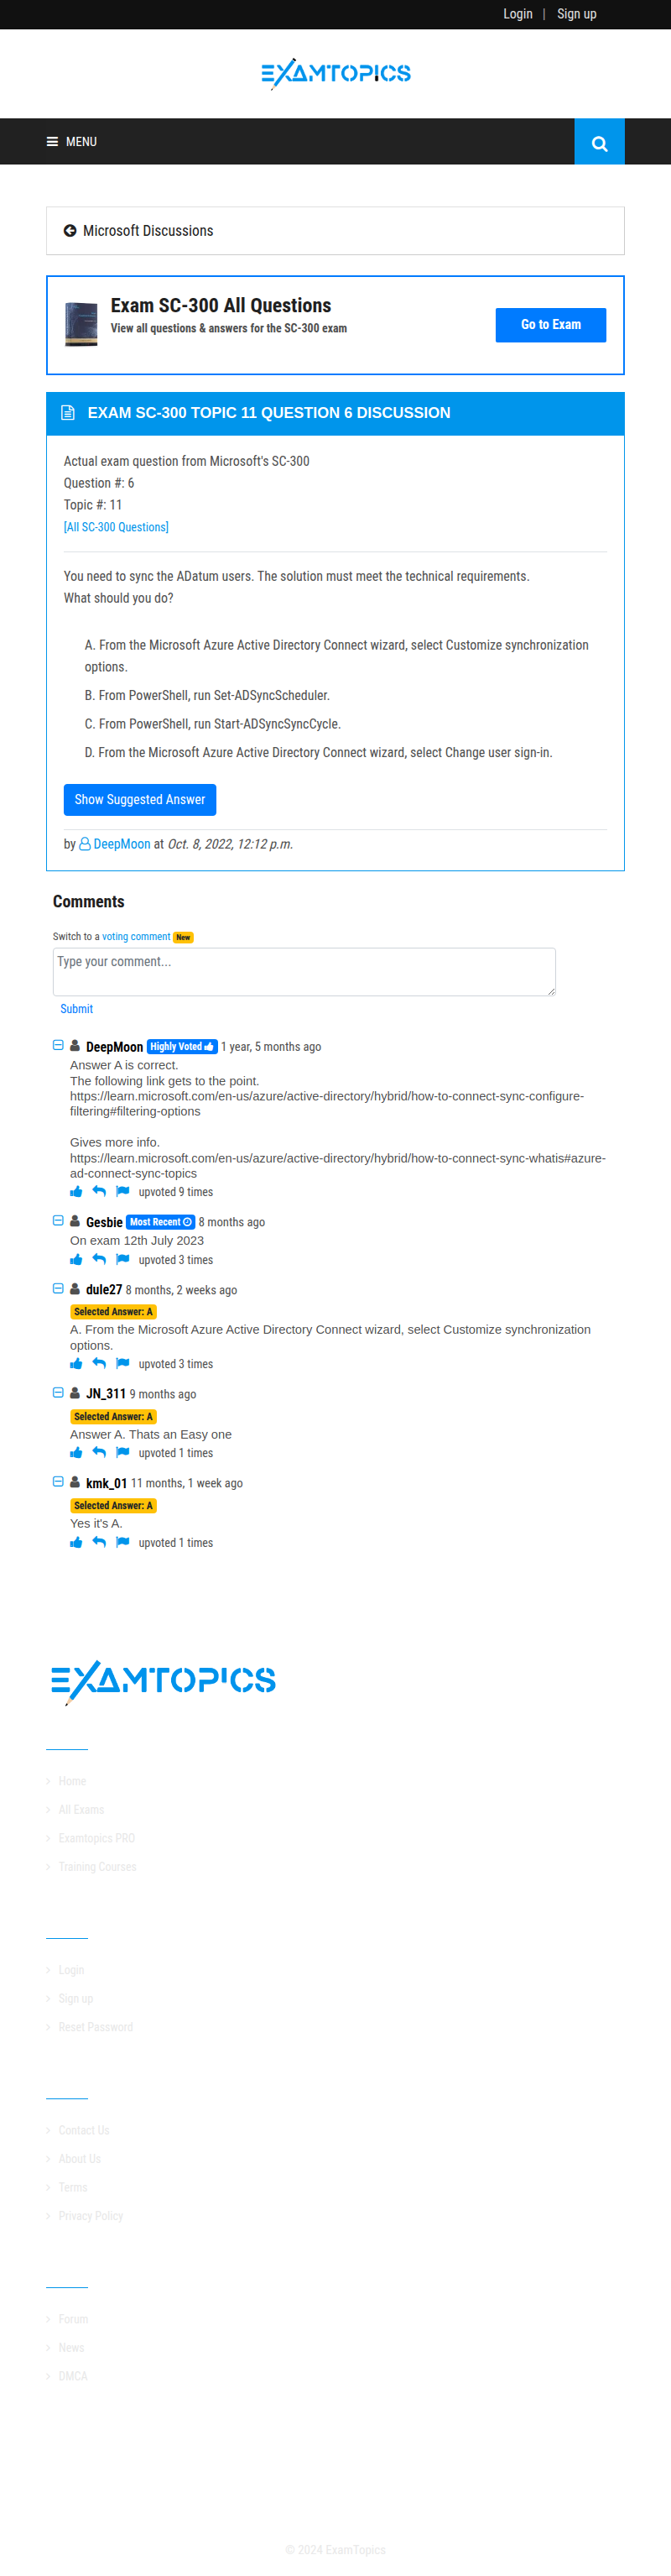 Login | Sign up
EXAMTOPICS
MENU
Microsoft Discussions
Exam SC-300 All Questions
View all questions & answers for the SC-300 exam
Go to Exam
EXAM SC-300 TOPIC 11 QUESTION 6 DISCUSSION
Actual exam question from Microsoft's SC-300
Question #: 6
Topic #: 11
[All SC-300 Questions]
You need to sync the ADatum users. The solution must meet the technical requirements.
What should you do?
A. From the Microsoft Azure Active Directory Connect wizard, select Customize synchronization
options.
B. From PowerShell, run Set-ADSyncScheduler.
C. From PowerShell, run Start-ADSyncSyncCycle.
D. From the Microsoft Azure Active Directory Connect wizard, select Change user sign-in.
Show Suggested Answer
by DeepMoon at Oct. 8, 2022, 12:12 p.m.
Comments
Switch to a voting comment New
Type your comment...
Submit
DeepMoon Highly Voted 1 year, 5 months ago
Answer A is correct.
The following link gets to the point.
https://learn.microsoft.com/en-us/azure/active-directory/hybrid/how-to-connect-sync-configure-
filtering#filtering-options
Gives more info.
https://learn.microsoft.com/en-us/azure/active-directory/hybrid/how-to-connect-sync-whatis#azure-
ad-connect-sync-topics
upvoted 9 times
Gesbie Most Recent 8 months ago
On exam 12th July 2023
upvoted 3 times
dule27 8 months, 2 weeks ago
Selected Answer: A
A. From the Microsoft Azure Active Directory Connect wizard, select Customize synchronization
options.
upvoted 3 times
JN_311 9 months ago
Selected Answer: A
Answer A. Thats an Easy one
upvoted 1 times
kmk_01 11 months, 1 week ago
Selected Answer: A
Yes it's A.
upvoted 1 times
EXAMTOPICS
Home
All Exams
Examtopics PRO
Training Courses
Login
Sign up
Reset Password
Contact Us
About Us
Terms
Privacy Policy
Forum
News
DMCA
© 2024 ExamTopics